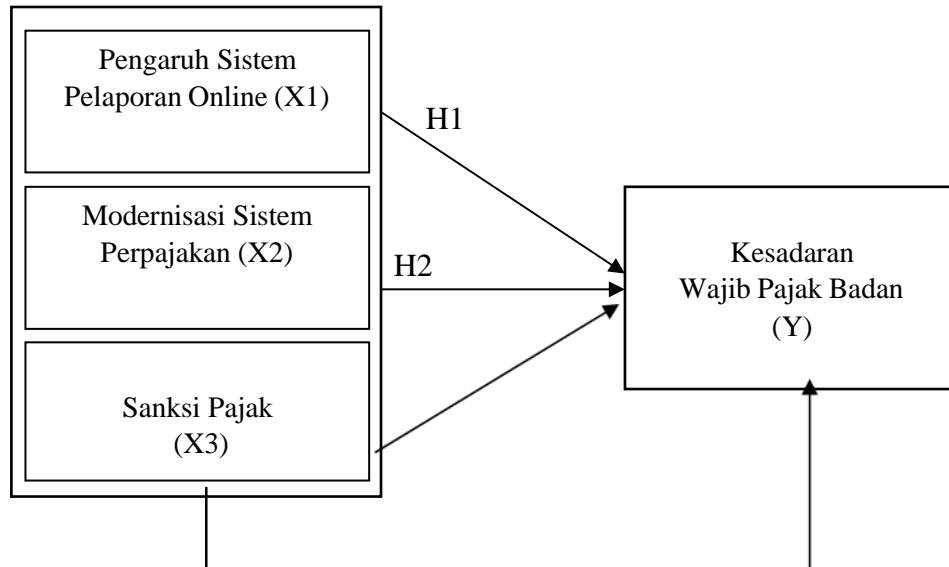 Pengaruh Sistem
Pelaporan Online (X1)
H1
Modernisasi Sistem
Perpajakan (X2)
H2
Kesadaran
Wajib Pajak Badan
(Y)
Sanksi Pajak
(X3)